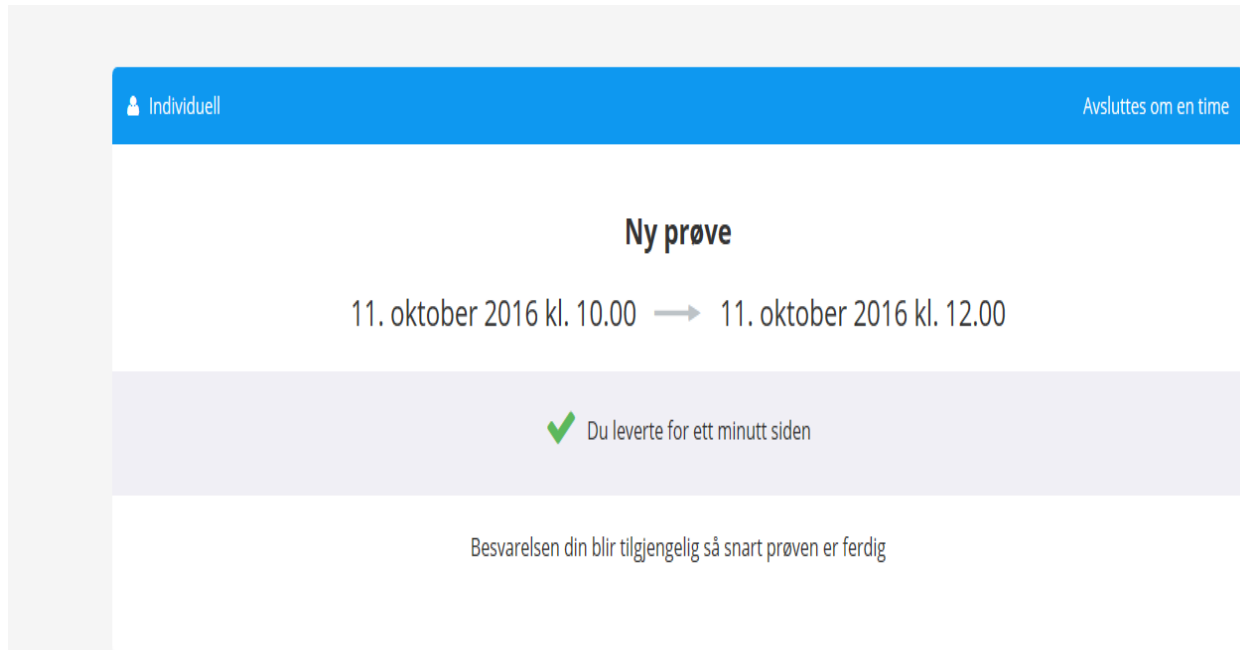 Individuell
Avsluttes om en time
Ny prøve
11. oktober 2016 kl. 10.00 → 11. oktober 2016 kl. 12.00
Du leverte for ett minutt siden
Besvarelsen din blir tilgjengelig så snart prøven er ferdig